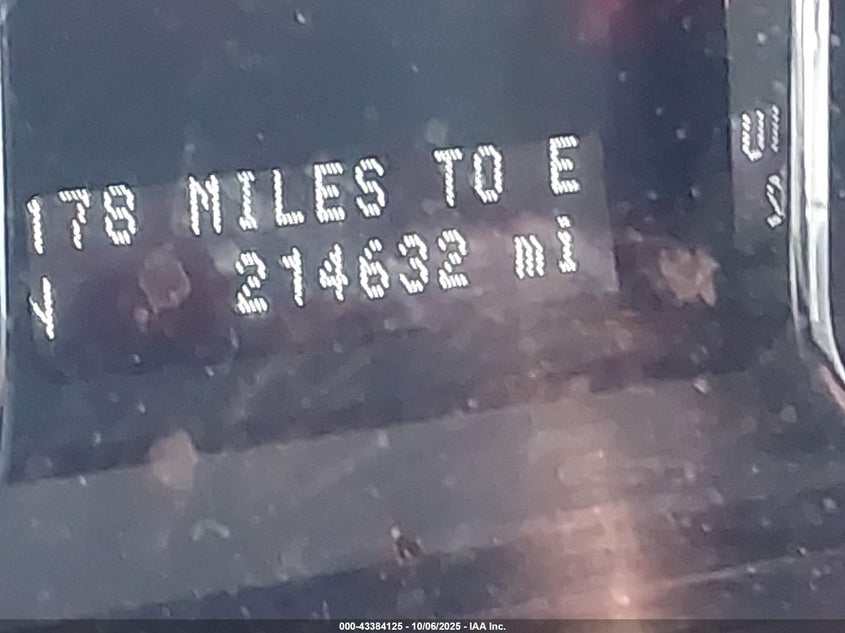 178 MILES TO E
√ 214632 mi
000-43384125 - 10/06/2025 - IAA Inc.